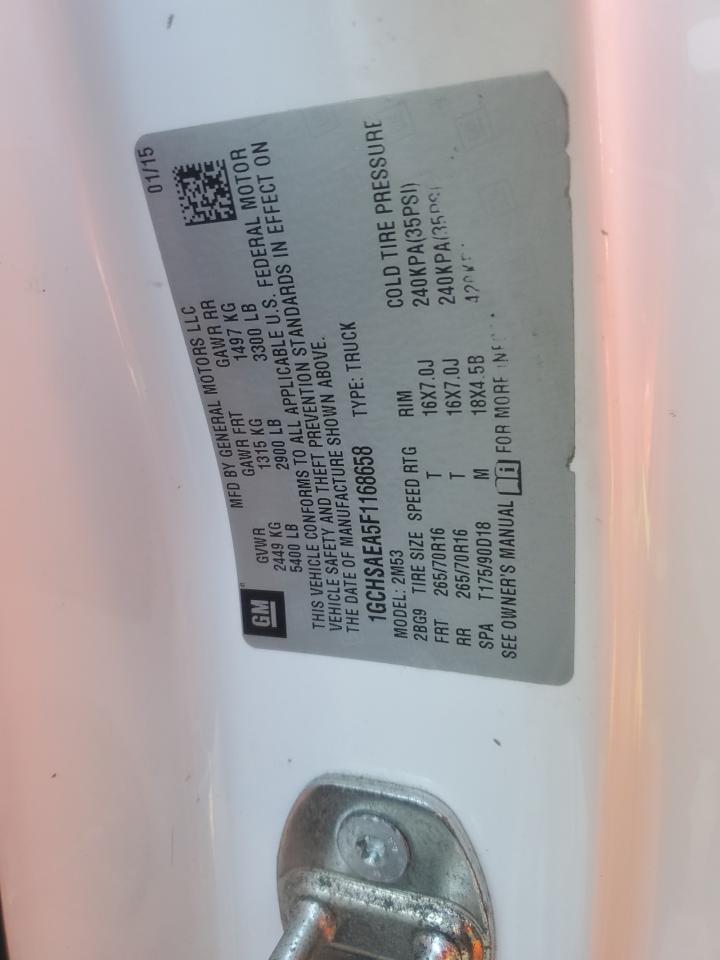 GM
MFD BY GENERAL MOTORS LLC 01/15
GVWR GAWR FRT GAWR RR
2449 KG 1315 KG 1497 KG
5400 LB 2900 LB 3300 LB
THIS VEHICLE CONFORMS TO ALL APPLICABLE U.S. FEDERAL MOTOR
VEHICLE SAFETY AND THEFT PREVENTION STANDARDS IN EFFECT ON
THE DATE OF MANUFACTURE SHOWN ABOVE.
1GCHSAEA5F1168658 TYPE: TRUCK
MODEL: 2M53
2BG9 TIRE SIZE SPEED RTG RIM COLD TIRE PRESSURE
FRT 265/70R16 T 16X7.0J 240KPA(35PSI)
RR 265/70R16 T 16X7.0J 240KPA(35PSI)
SPA T175/90D18 M 18X4.5B
SEE OWNER'S MANUAL FOR MORE